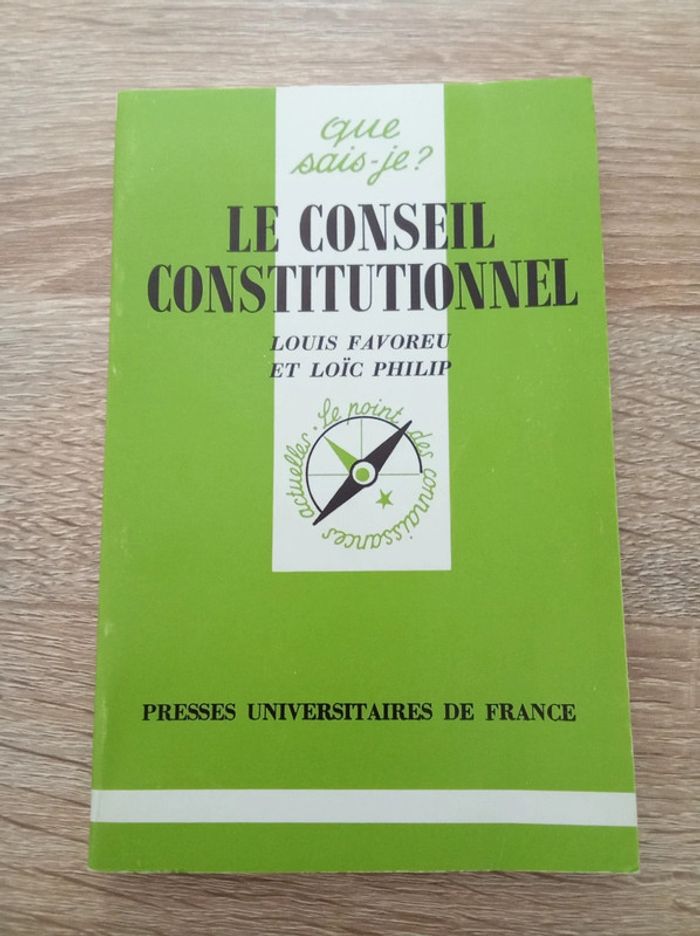 que
sais-je?
LE CONSEIL
CONSTITUTIONNEL
LOUIS FAVOREU
ET LOÏC PHILIP
Le point des connaissances actuelles.
PRESSES UNIVERSITAIRES DE FRANCE